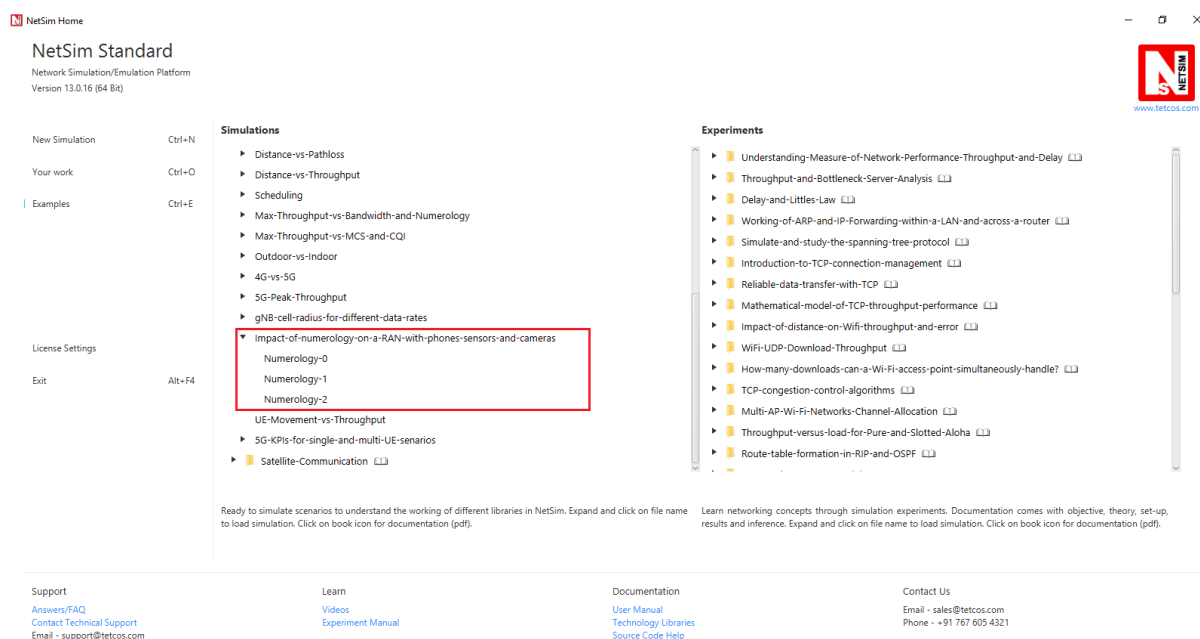 NetSim Home
NetSim Standard
Network Simulation/Emulation Platform
Version 13.0.16 (64 Bit)
N
S
NETSIM
www.tetcos.com
New Simulation Ctrl+N
Your work Ctrl+O
Examples Ctrl+E
License Settings
Exit Alt+F4
Simulations
Distance-vs-Pathloss
Distance-vs-Throughput
Scheduling
Max-Throughput-vs-Bandwidth-and-Numerology
Max-Throughput-vs-MCS-and-CQI
Outdoor-vs-Indoor
4G-vs-5G
5G-Peak-Throughput
gNB-cell-radius-for-different-data-rates
Impact-of-numerology-on-a-RAN-with-phones-sensors-and-cameras
Numerology-0
Numerology-1
Numerology-2
UE-Movement-vs-Throughput
5G-KPIs-for-single-and-multi-UE-senarios
Satellite-Communication
Ready to simulate scenarios to understand the working of different libraries in NetSim. Expand and click on file name
to load simulation. Click on book icon for documentation (pdf).
Experiments
Understanding-Measure-of-Network-Performance-Throughput-and-Delay
Throughput-and-Bottleneck-Server-Analysis
Delay-and-Littles-Law
Working-of-ARP-and-IP-Forwarding-within-a-LAN-and-across-a-router
Simulate-and-study-the-spanning-tree-protocol
Introduction-to-TCP-connection-management
Reliable-data-transfer-with-TCP
Mathematical-model-of-TCP-throughput-performance
Impact-of-distance-on-Wifi-throughput-and-error
WiFi-UDP-Download-Throughput
How-many-downloads-can-a-Wi-Fi-access-point-simultaneously-handle?
TCP-congestion-control-algorithms
Multi-AP-Wi-Fi-Networks-Channel-Allocation
Throughput-versus-load-for-Pure-and-Slotted-Aloha
Route-table-formation-in-RIP-and-OSPF
Learn networking concepts through simulation experiments. Documentation comes with objective, theory, set-up,
results and inference. Expand and click on file name to load simulation. Click on book icon for documentation (pdf).
Support
Answers/FAQ
Contact Technical Support
Email - support@tetcos.com
Learn
Videos
Experiment Manual
Documentation
User Manual
Technology Libraries
Source Code Help
Contact Us
Email - sales@tetcos.com
Phone - +91 767 605 4321